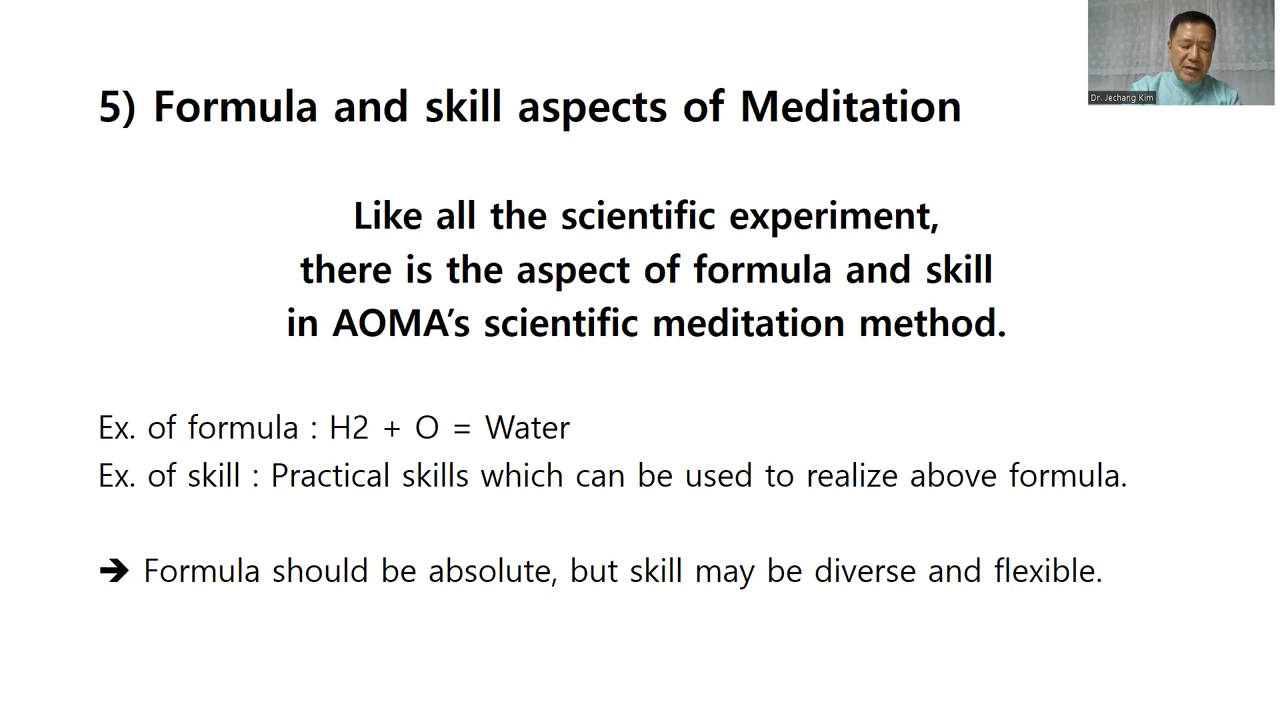 Dr. Jechang Kim
5) Formula and skill aspects of Meditation
Like all the scientific experiment,
there is the aspect of formula and skill
in AOMA’s scientific meditation method.
Ex. of formula : H2 + O = Water
Ex. of skill : Practical skills which can be used to realize above formula.
➔ Formula should be absolute, but skill may be diverse and flexible.